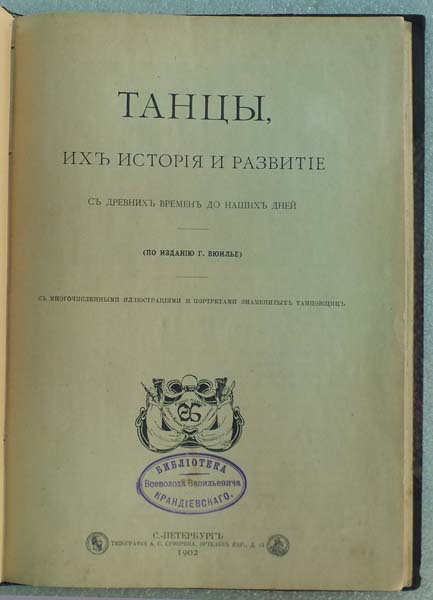 ТАНЦЫ,
ИХЪ ИСТОРІЯ И РАЗВИТІЕ
СЪ ДРЕВНИХЪ ВРЕМЕНЪ ДО НАШИХЪ ДНЕЙ
(ПО ИЗДАНІЮ Г. ВЮИЛЬЕ)
СЪ МНОГОЧИСЛЕННЫМИ ИЛЛЮСТРАЦІЯМИ И ПОРТРЕТАМИ ЗНАМЕНИТЫХЪ ТАНЦОВЩИЦЪ
БИБЛІОТЕКА
Всеволода Васильевича
КРАНДІЕВСКАГО.
С.-ПЕТЕРБУРГЪ
ТИПОГРАФІЯ А. С. СУВОРИНА. ЭРТЕЛЕВЪ ПЕР., Д. 13
1902